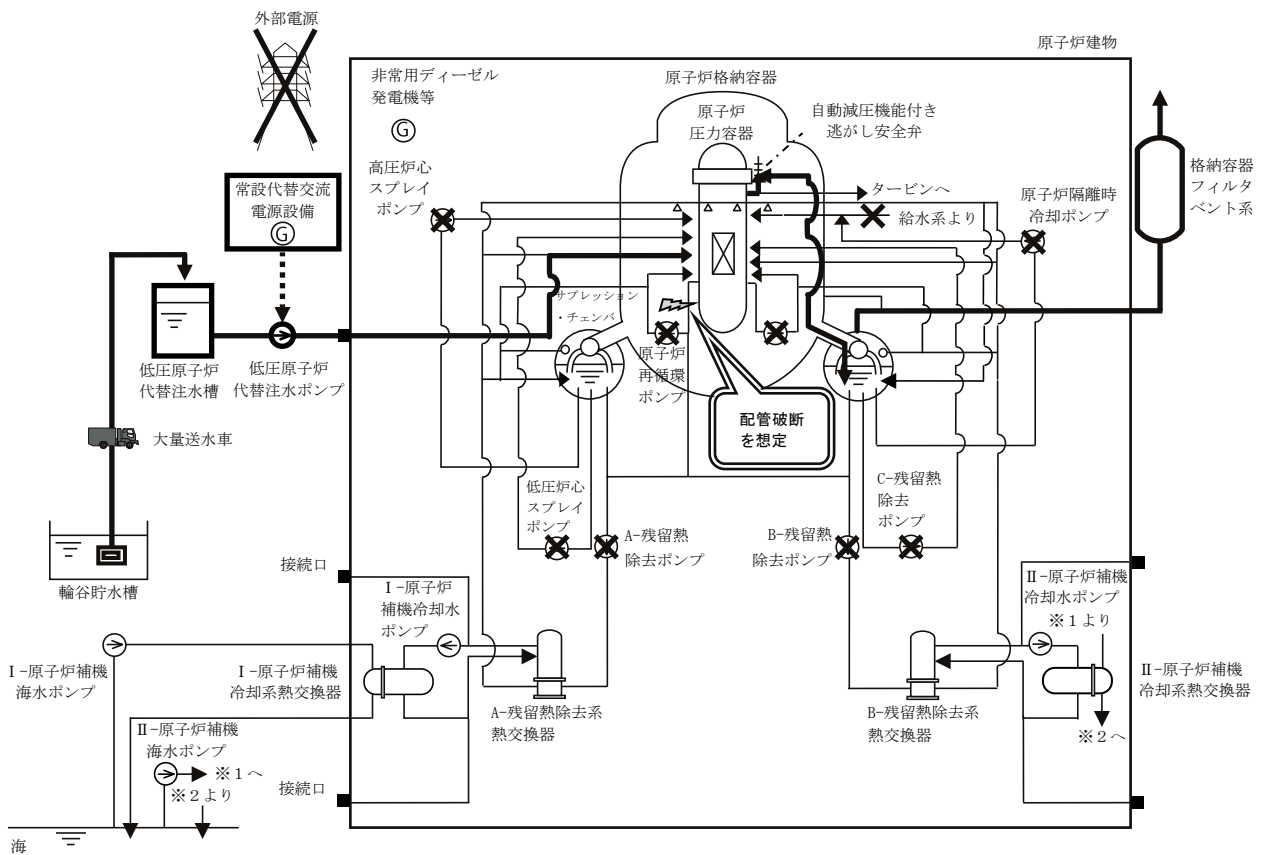 外部電源
原子炉建物
非常用ディーゼル
発電機等
G
原子炉格納容器
原子炉
圧力容器
自動減圧機能付き
逃がし安全弁
高圧炉心
スプレイ
ポンプ
タービンへ
給水系より
原子炉隔離時
冷却ポンプ
格納容器
フィルタ
ベント系
常設代替交流
電源設備
G
サプレッション
・チェンバ
低圧原子炉
代替注水槽
低圧原子炉
代替注水ポンプ
原子炉
再循環
ポンプ
配管破断
を想定
大量送水車
低圧炉心
スプレイ
ポンプ
A-残留熱
除去ポンプ
B-残留熱
除去ポンプ
C-残留熱
除去
ポンプ
輪谷貯水槽
接続口
Ⅰ-原子炉
補機冷却水
ポンプ
Ⅱ-原子炉補機
冷却水ポンプ
※1より
Ⅰ-原子炉補機
海水ポンプ
Ⅰ-原子炉補機
冷却系熱交換器
A-残留熱除去系
熱交換器
B-残留熱除去系
熱交換器
Ⅱ-原子炉補機
冷却系熱交換器
※2へ
Ⅱ-原子炉補機
海水ポンプ
※1へ
※2より
接続口
海